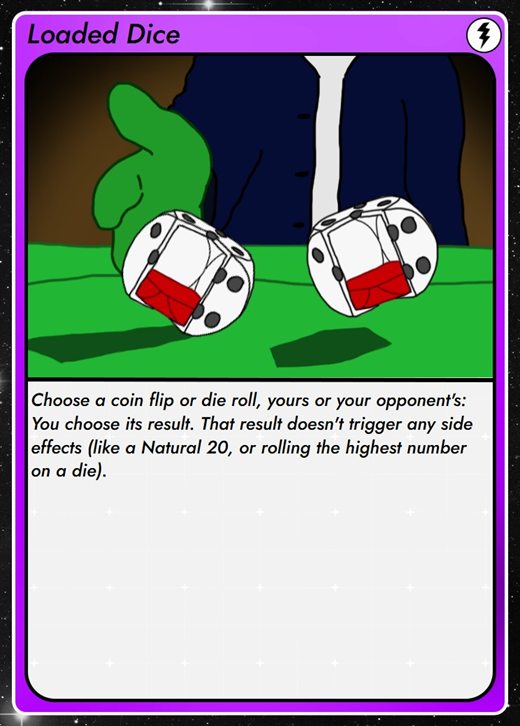 Loaded Dice
Choose a coin flip or die roll, yours or your opponent's:
You choose its result. That result doesn't trigger any side
effects (like a Natural 20, or rolling the highest number
on a die).